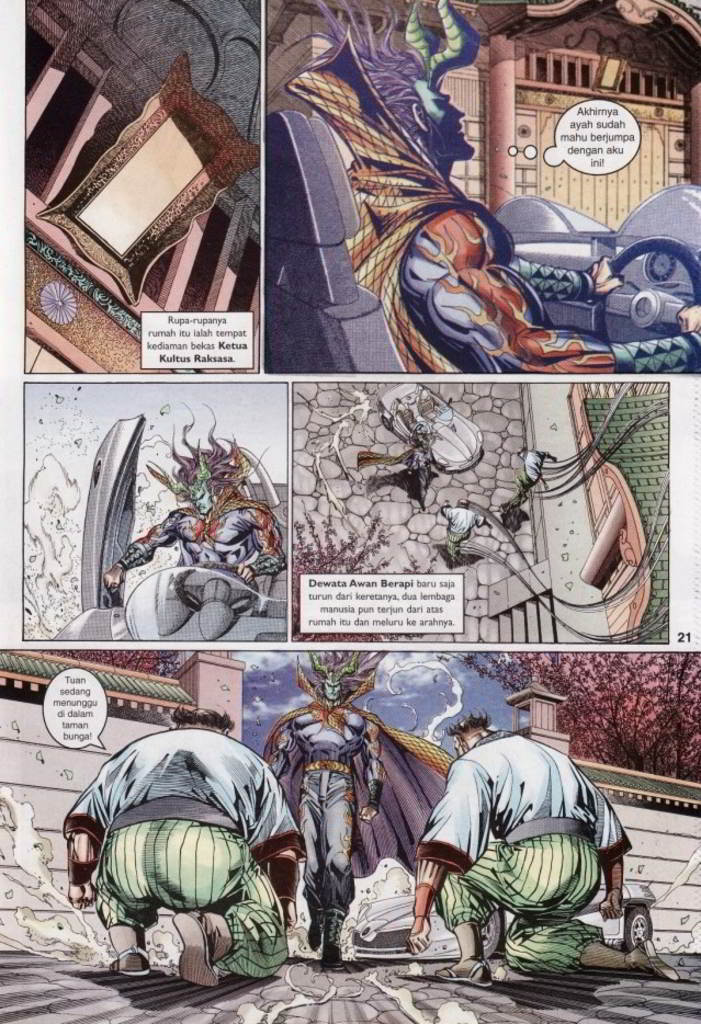 Rupa-rupanya
rumah itu ialah tempat
kediaman bekas Ketua
Kultus Raksasa.
Akhirnya
ayah sudah
mahu berjumpa
dengan aku
ini!
Dewata Awan Berapi baru saja
turun dari keretanya, dua lembaga
manusia pun terjun dari atas
rumah itu dan meluru ke arahnya.
21
Tuan
sedang
menunggu
di dalam
taman
bunga!